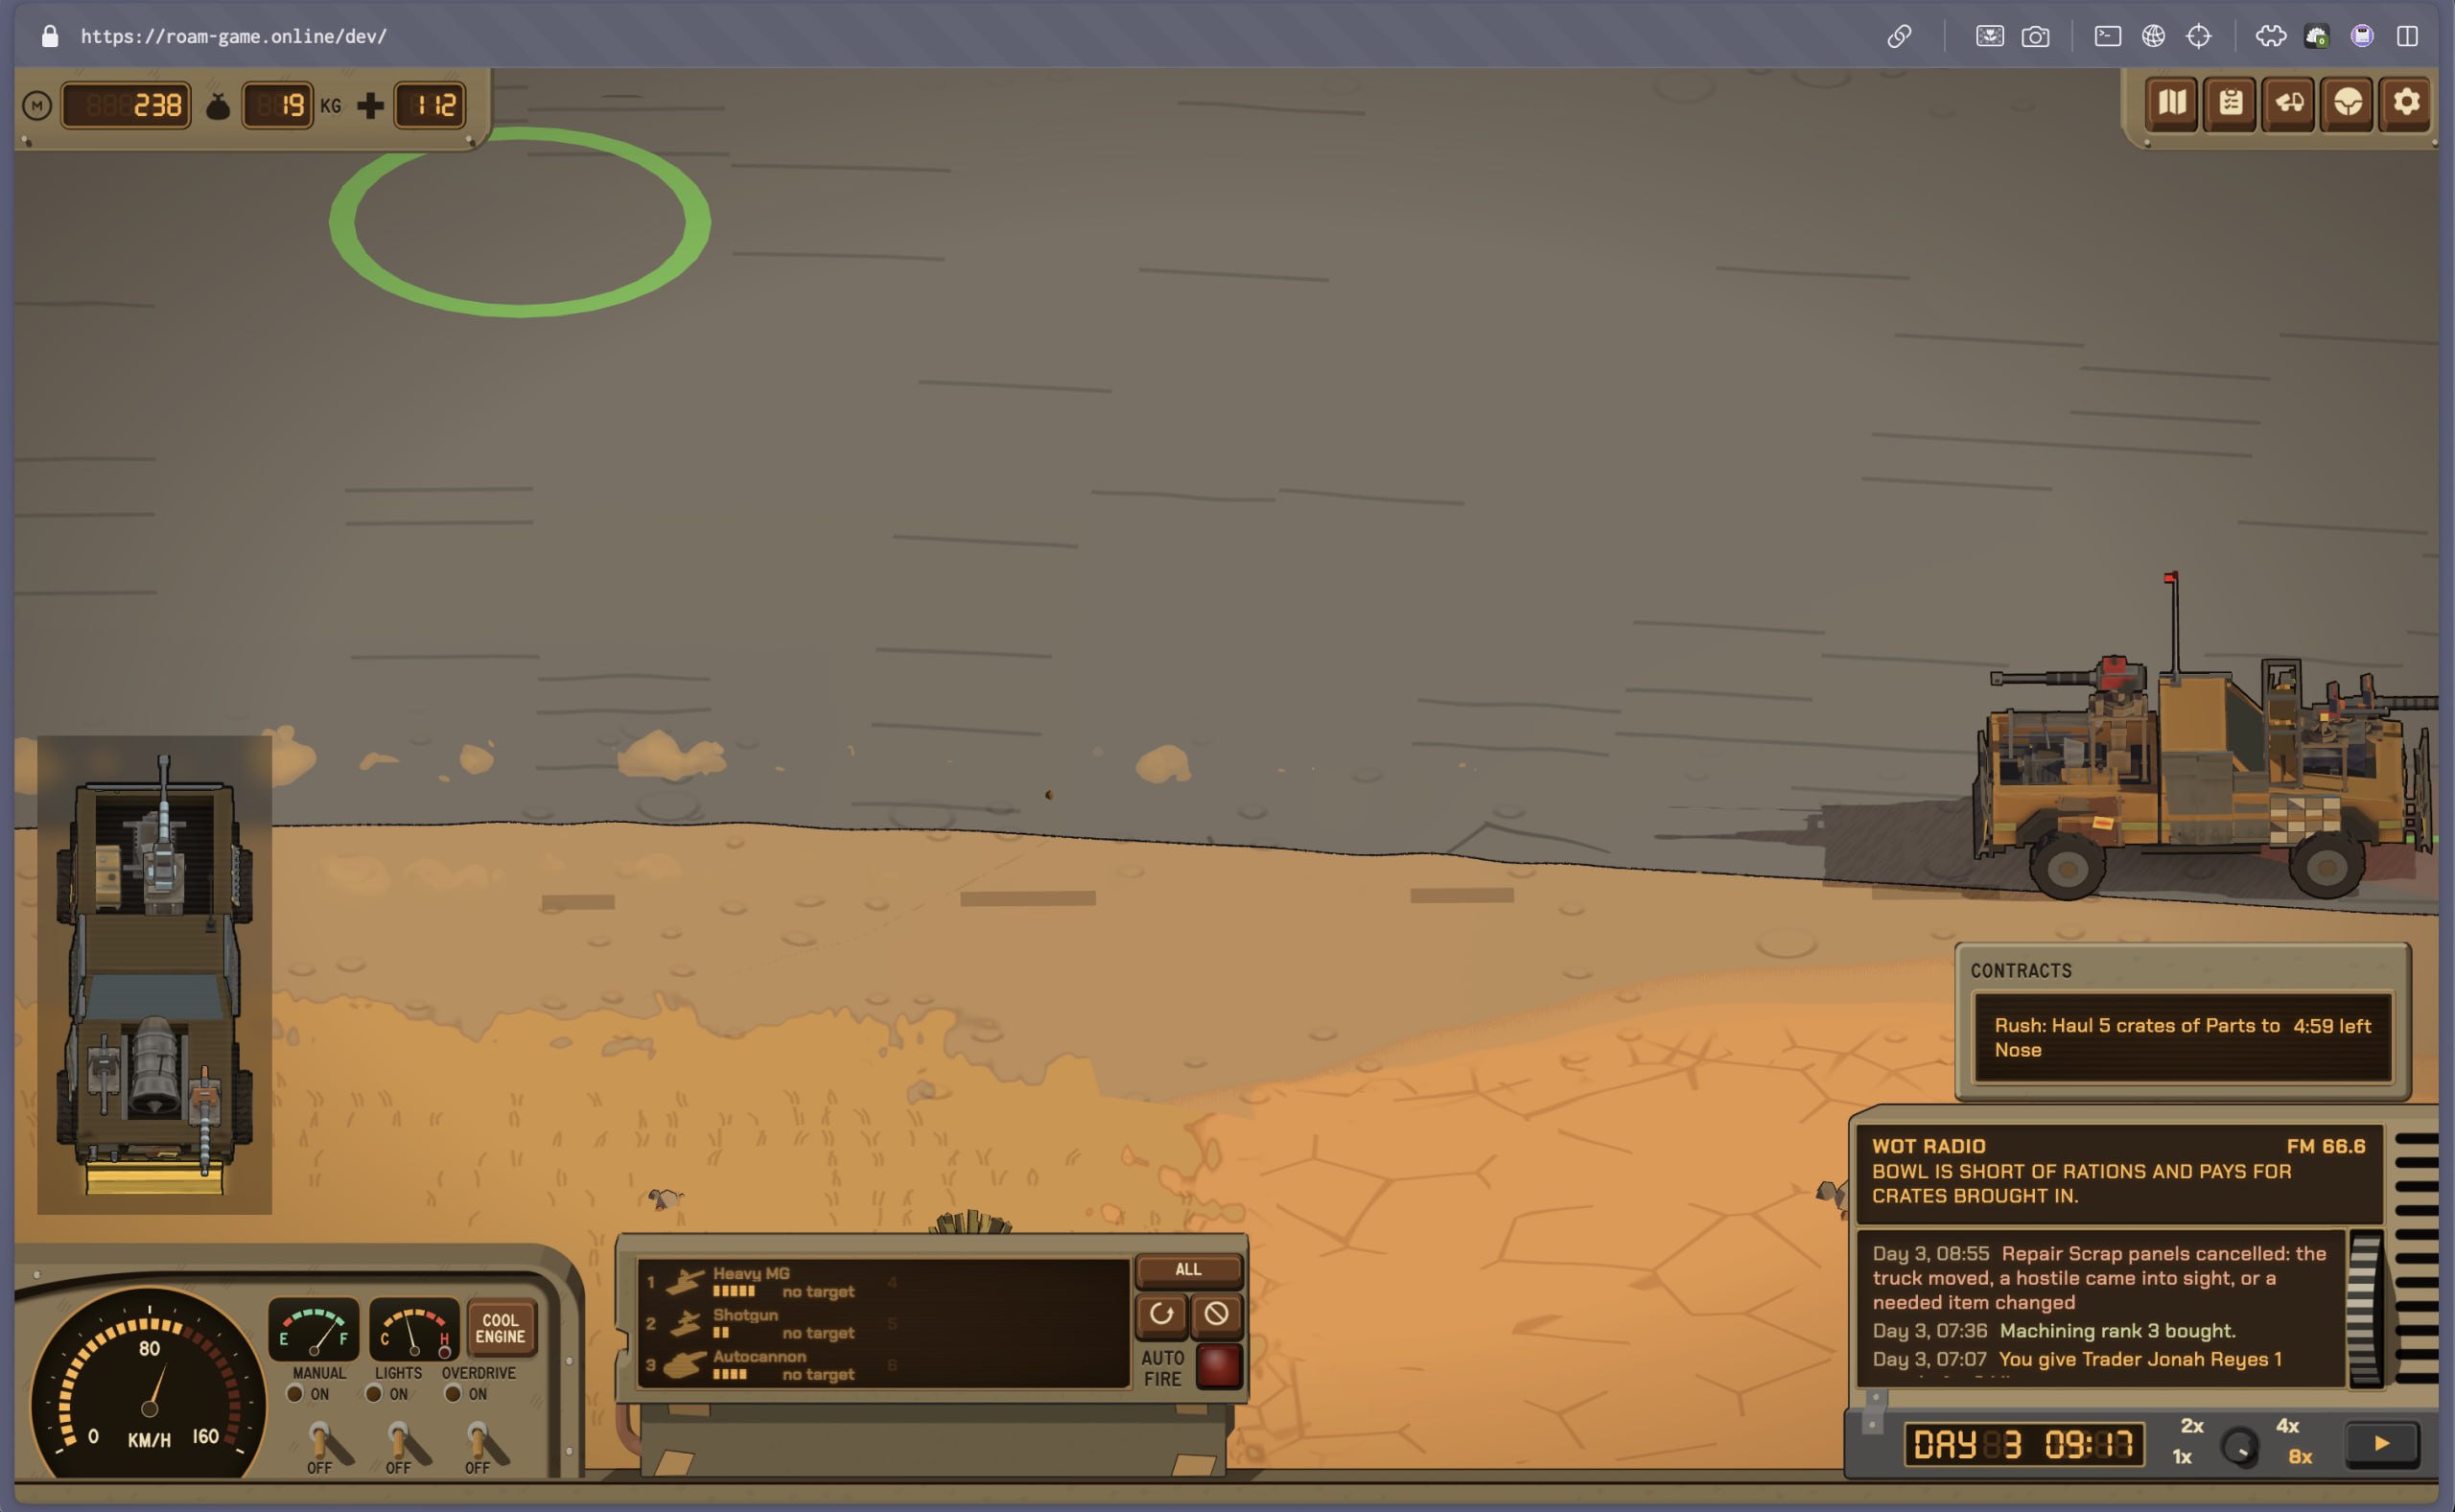 https://roam-game.online/dev/
M 238 19 KG 112
CONTRACTS
Rush: Haul 5 crates of Parts to 4:59 left
Nose
WOT RADIO FM 66.6
BOWL IS SHORT OF RATIONS AND PAYS FOR
CRATES BROUGHT IN.
Day 3, 08:55 Repair Scrap panels cancelled: the
truck moved, a hostile came into sight, or a
needed item changed
Day 3, 07:36 Machining rank 3 bought.
Day 3, 07:07 You give Trader Jonah Reyes 1
80
0 KM/H 160
E F
C H
COOL
ENGINE
MANUAL LIGHTS OVERDRIVE
ON ON ON
OFF OFF OFF
1 Heavy MG 4
no target
2 Shotgun 5
no target
3 Autocannon 6
no target
ALL
AUTO
FIRE
DAY 3 09:17
2x 4x
1x 8x